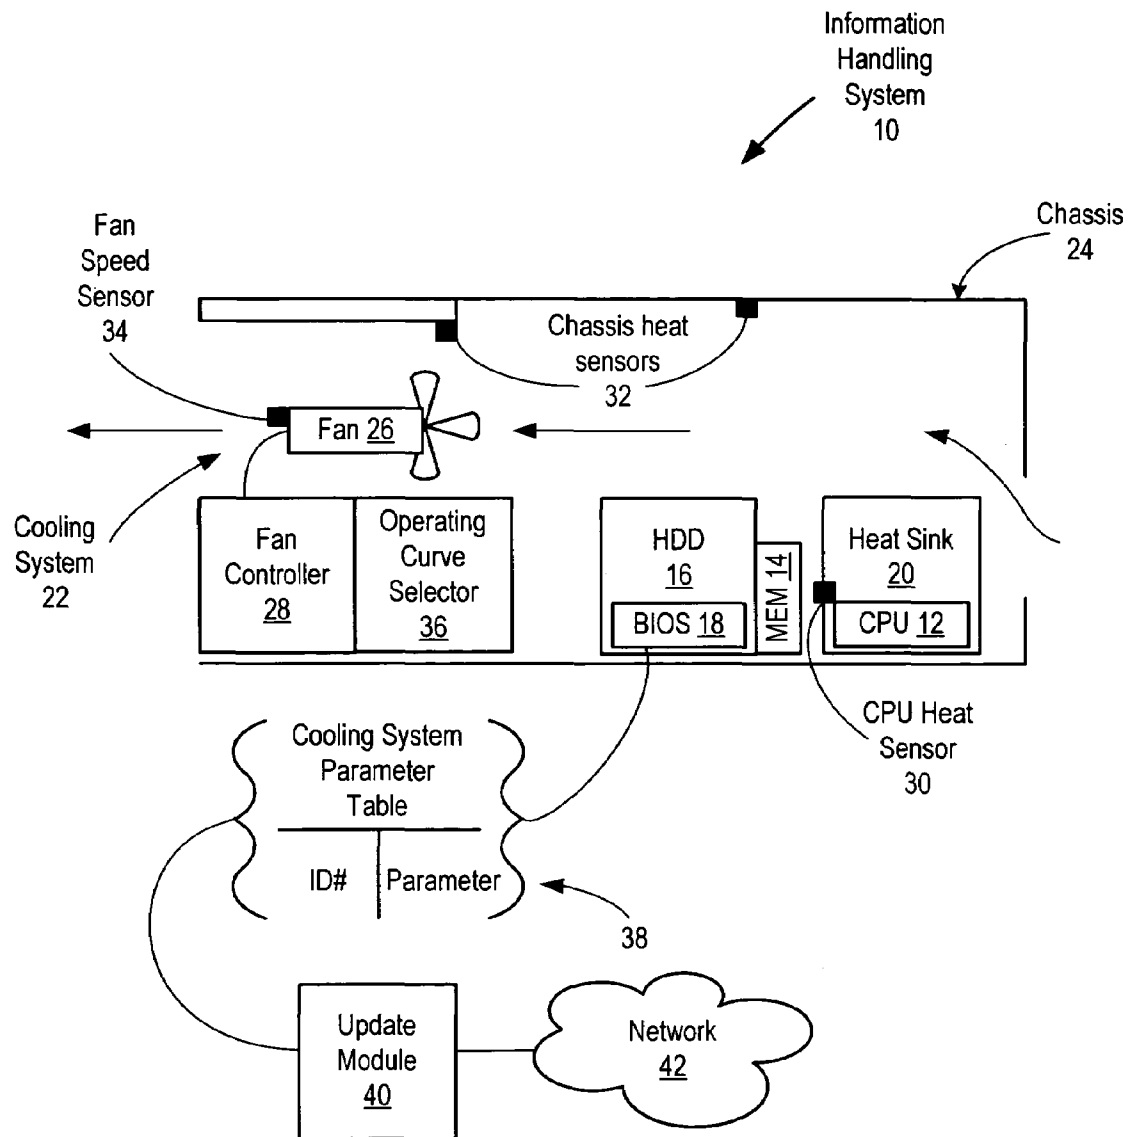 Information
Handling
System
10
Chassis
24
Fan
Speed
Sensor
34
Chassis heat
sensors
32
Fan 26
Cooling
System
22
Fan
Controller
28
Operating
Curve
Selector
36
HDD
16
BIOS 18
MEM 14
Heat Sink
20
CPU 12
CPU Heat
Sensor
30
Cooling System
Parameter
Table
ID# Parameter
38
Update
Module
40
Network
42